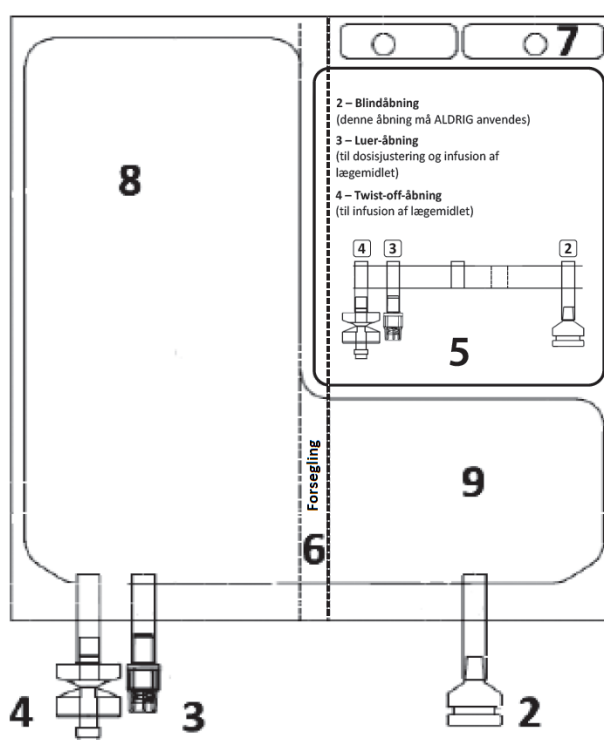 7
2 – Blindåbning
(denne åbning må ALDRIG anvendes)
3 – Luer-åbning
(til dosisjustering og infusion af
lægemidlet)
4 – Twist-off-åbning
(til infusion af lægemidlet)
8
4 3 2
5
Forsegling
9
6
4 3 2